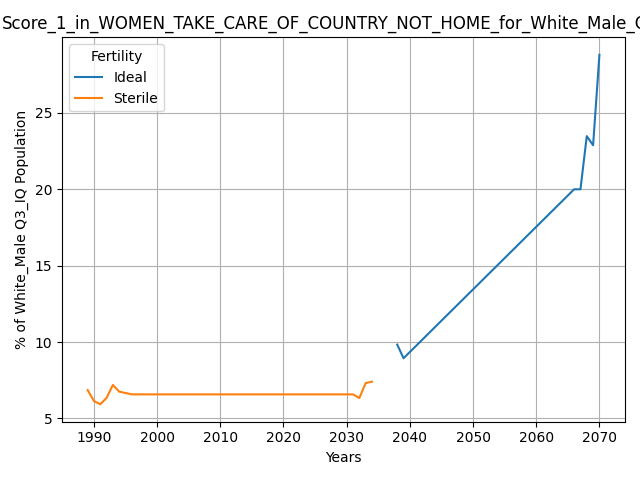 Score_1_in_WOMEN_TAKE_CARE_OF_COUNTRY_NOT_HOME_for_White_Male_
Fertility
Ideal
Sterile
% of White_Male Q3_IQ Population
25
20
15
10
5
1990 2000 2010 2020 2030 2040 2050 2060 2070
Years